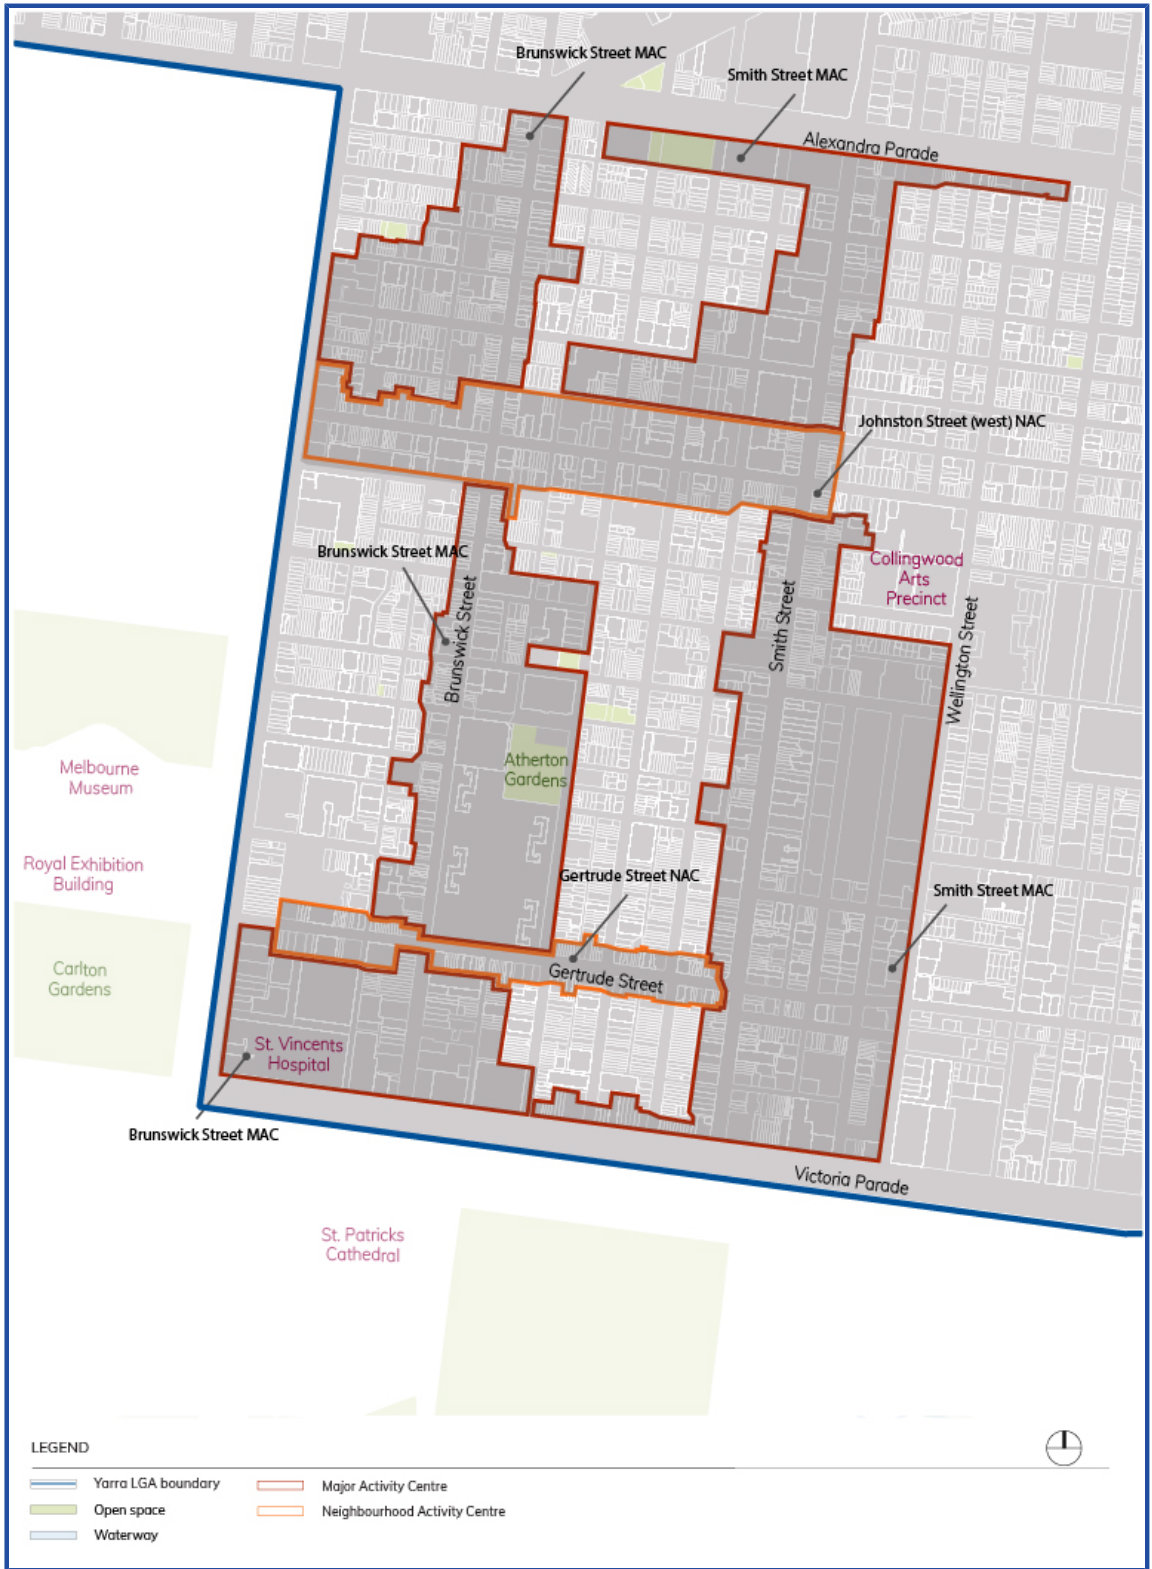 Brunswick Street MAC
Smith Street MAC
Alexandra Parade
Johnston Street (west) NAC
Brunswick Street MAC
Collingwood
Arts
Precinct
Brunswick Street
Smith Street
Wellington Street
Atherton
Gardens
Melbourne
Museum
Royal Exhibition
Building
Gertrude Street NAC
Smith Street MAC
Carlton
Gardens
Gertrude Street
St. Vincents
Hospital
Brunswick Street MAC
Victoria Parade
St. Patricks
Cathedral
LEGEND
Yarra LGA boundary
Major Activity Centre
Open space
Neighbourhood Activity Centre
Waterway